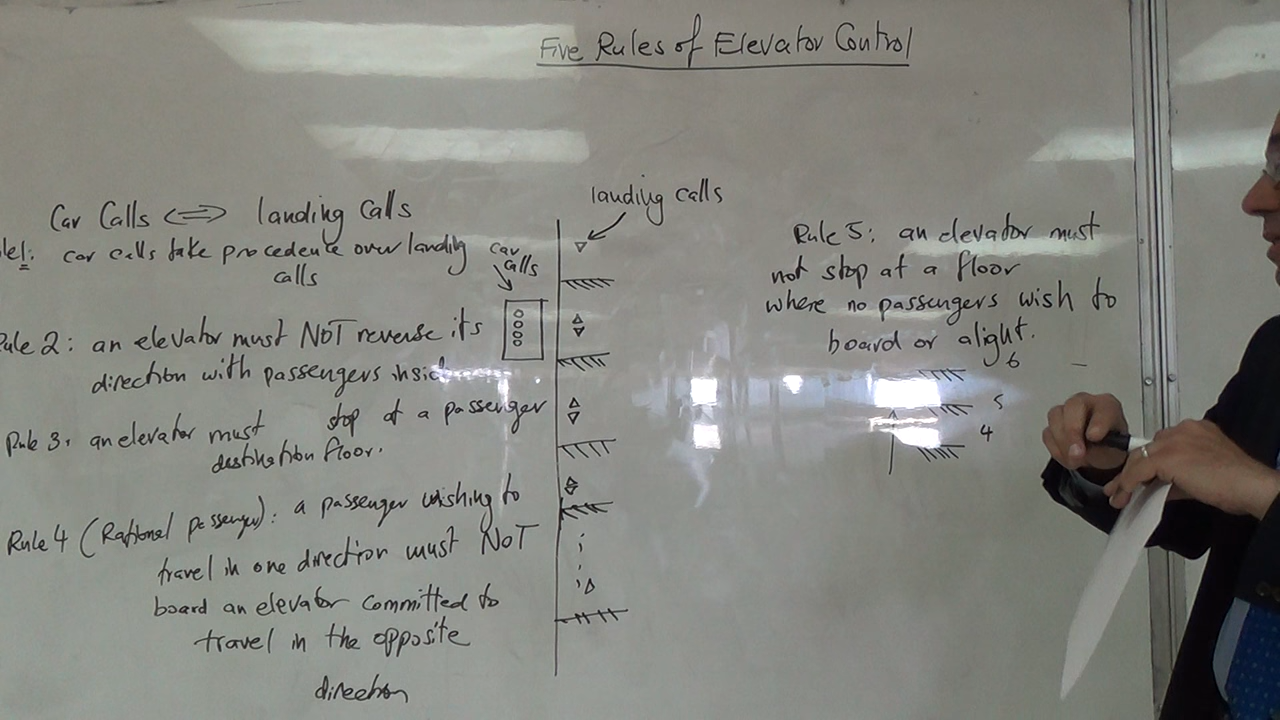 Five Rules of Elevator Control
Car Calls ⇔ landing Calls
le1: car calls take procedence over landing
calls
Rule 2: an elevator must NOT reverse its
direction with passengers inside
Rule 3: an elevator must stop at a passenger
destination floor.
Rule 4 (Rational passenger): a passenger wishing to
travel in one direction must NOT
board an elevator committed to
travel in the opposite
direction
car
calls
landing calls
Rule 5: an elevator must
not stop at a floor
where no passengers wish to
board or alight.
6
5
4